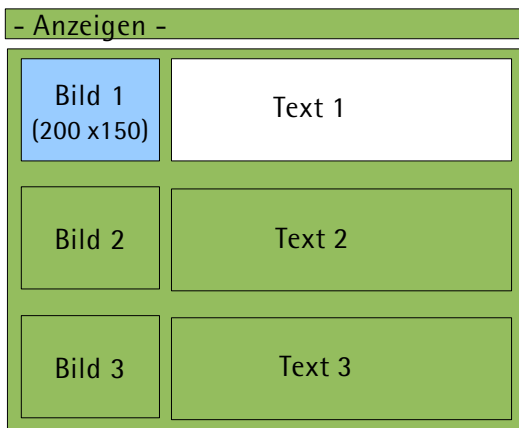 - Anzeigen -
Bild 1
(200 x150)
Text 1
Bild 2
Text 2
Bild 3
Text 3